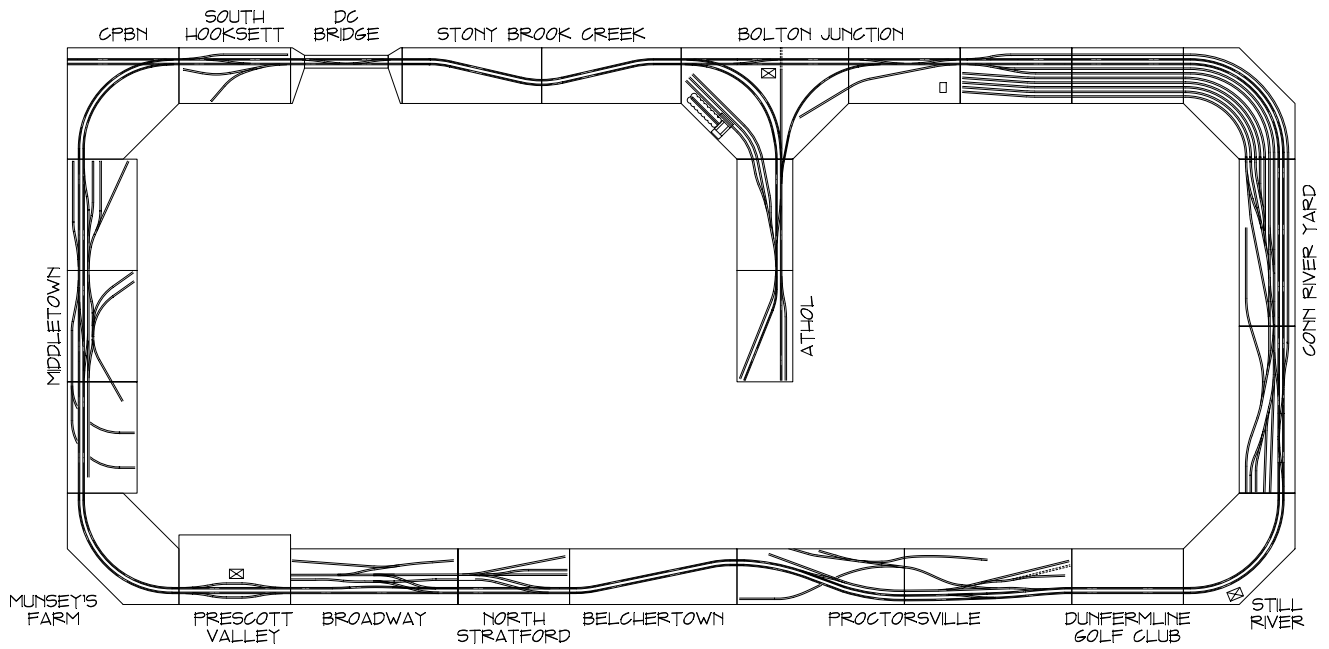 CPBN
SOUTH
HOOKSETT
DC
BRIDGE
STONY BROOK CREEK
BOLTON JUNCTION
MIDDLETOWN
ATHOL
CONN RIVER YARD
MUNSEY'S
FARM
PRESCOTT
VALLEY
BROADWAY
NORTH
STRATFORD
BELCHERTOWN
PROCTORSVILLE
DUNFERMLINE
GOLF CLUB
STILL
RIVER